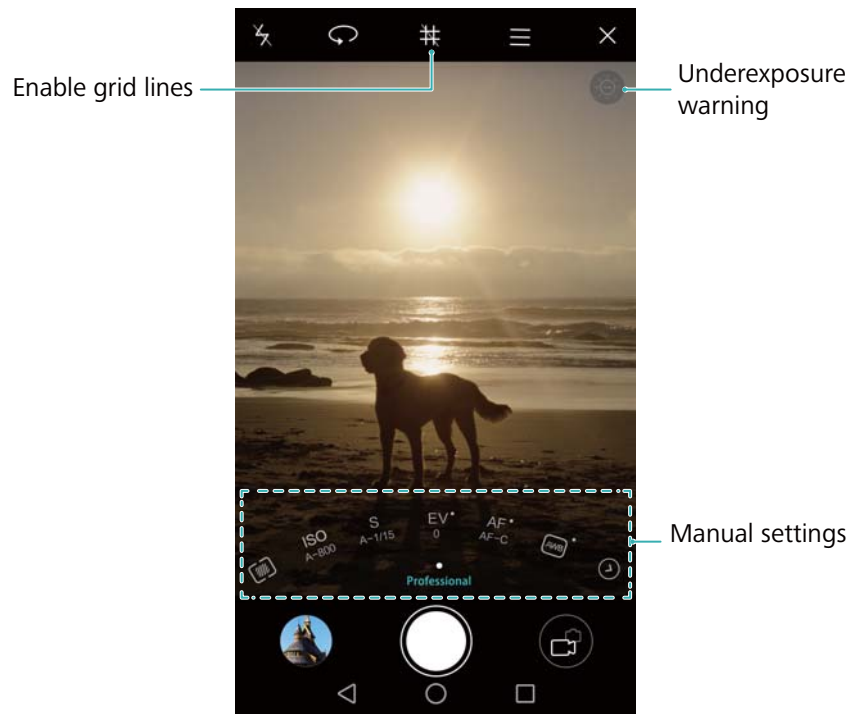 Enable grid lines
Underexposure
warning
ISO
A-800
S
A-1/15
EV
0
AF
AF-C
AWB
Professional
Manual settings